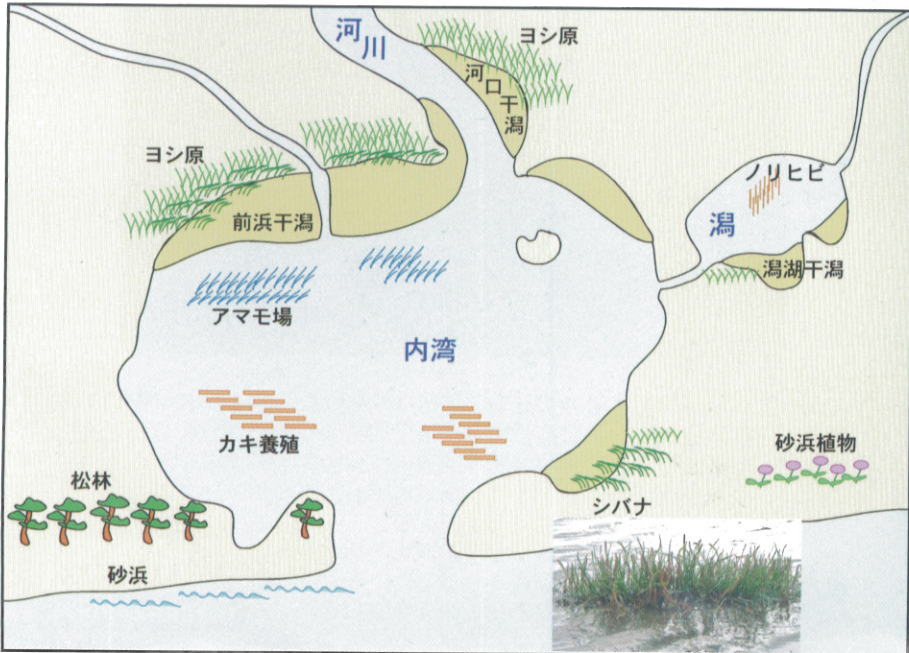 河川
ヨシ原
河口干潟
ヨシ原
ノリヒビ
前浜干潟
潟
潟湖干潟
アマモ場
内湾
カキ養殖
砂浜植物
松林
シバナ
砂浜